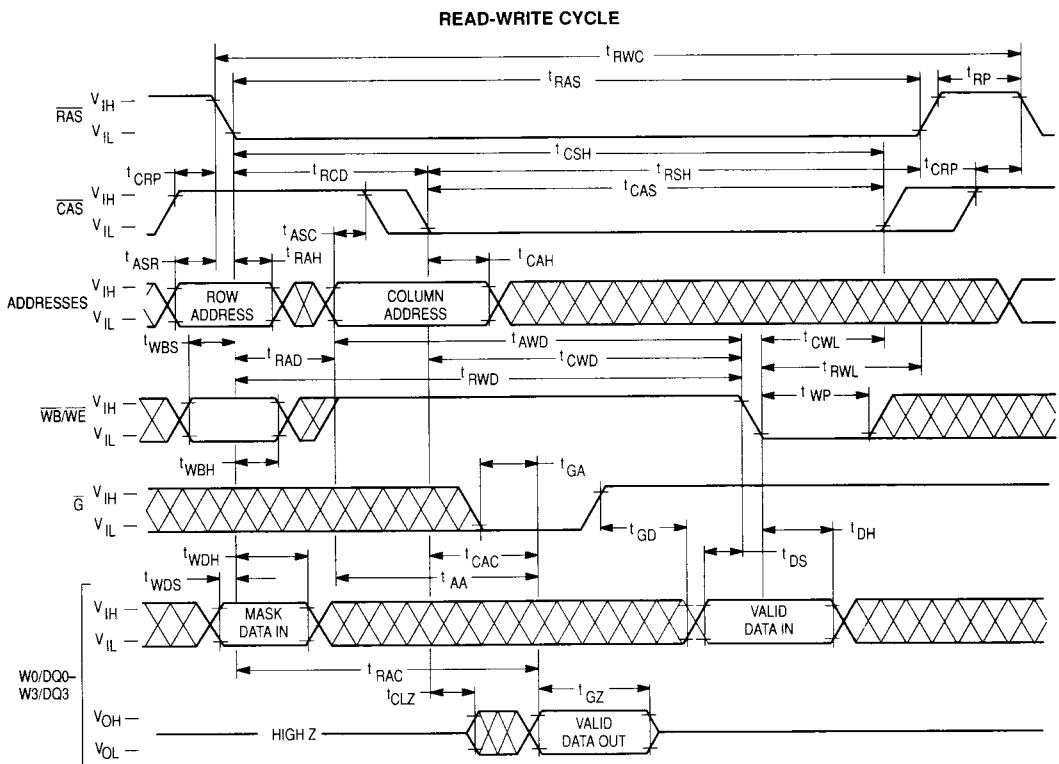 READ-WRITE CYCLE
tRWC
tRAS
tRP
RAS
VIH
VIL
tCSH
tCRP
tRCD
tRSH
tCRP
tCAS
CAS
VIH
VIL
tASC
tASR
tRAH
tCAH
ADDRESSES
VIH
VIL
ROW
ADDRESS
COLUMN
ADDRESS
tWBS
tRAD
tAWD
tCWD
tRWD
tCWL
tRWL
tWP
WB/WE
VIH
VIL
tWBH
tGA
G
VIH
VIL
tWDH
tCAC
tGD
tDH
tDS
tWDS
tAA
VIH
VIL
MASK
DATA IN
VALID
DATA IN
W0/DQ0–
W3/DQ3
tRAC
tCLZ
tGZ
VOH
VOL
HIGH Z
VALID
DATA OUT